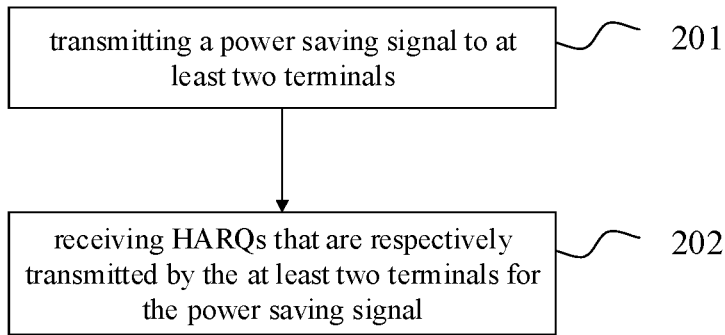 transmitting a power saving signal to at
least two terminals
201
receiving HARQs that are respectively
transmitted by the at least two terminals for
the power saving signal
202